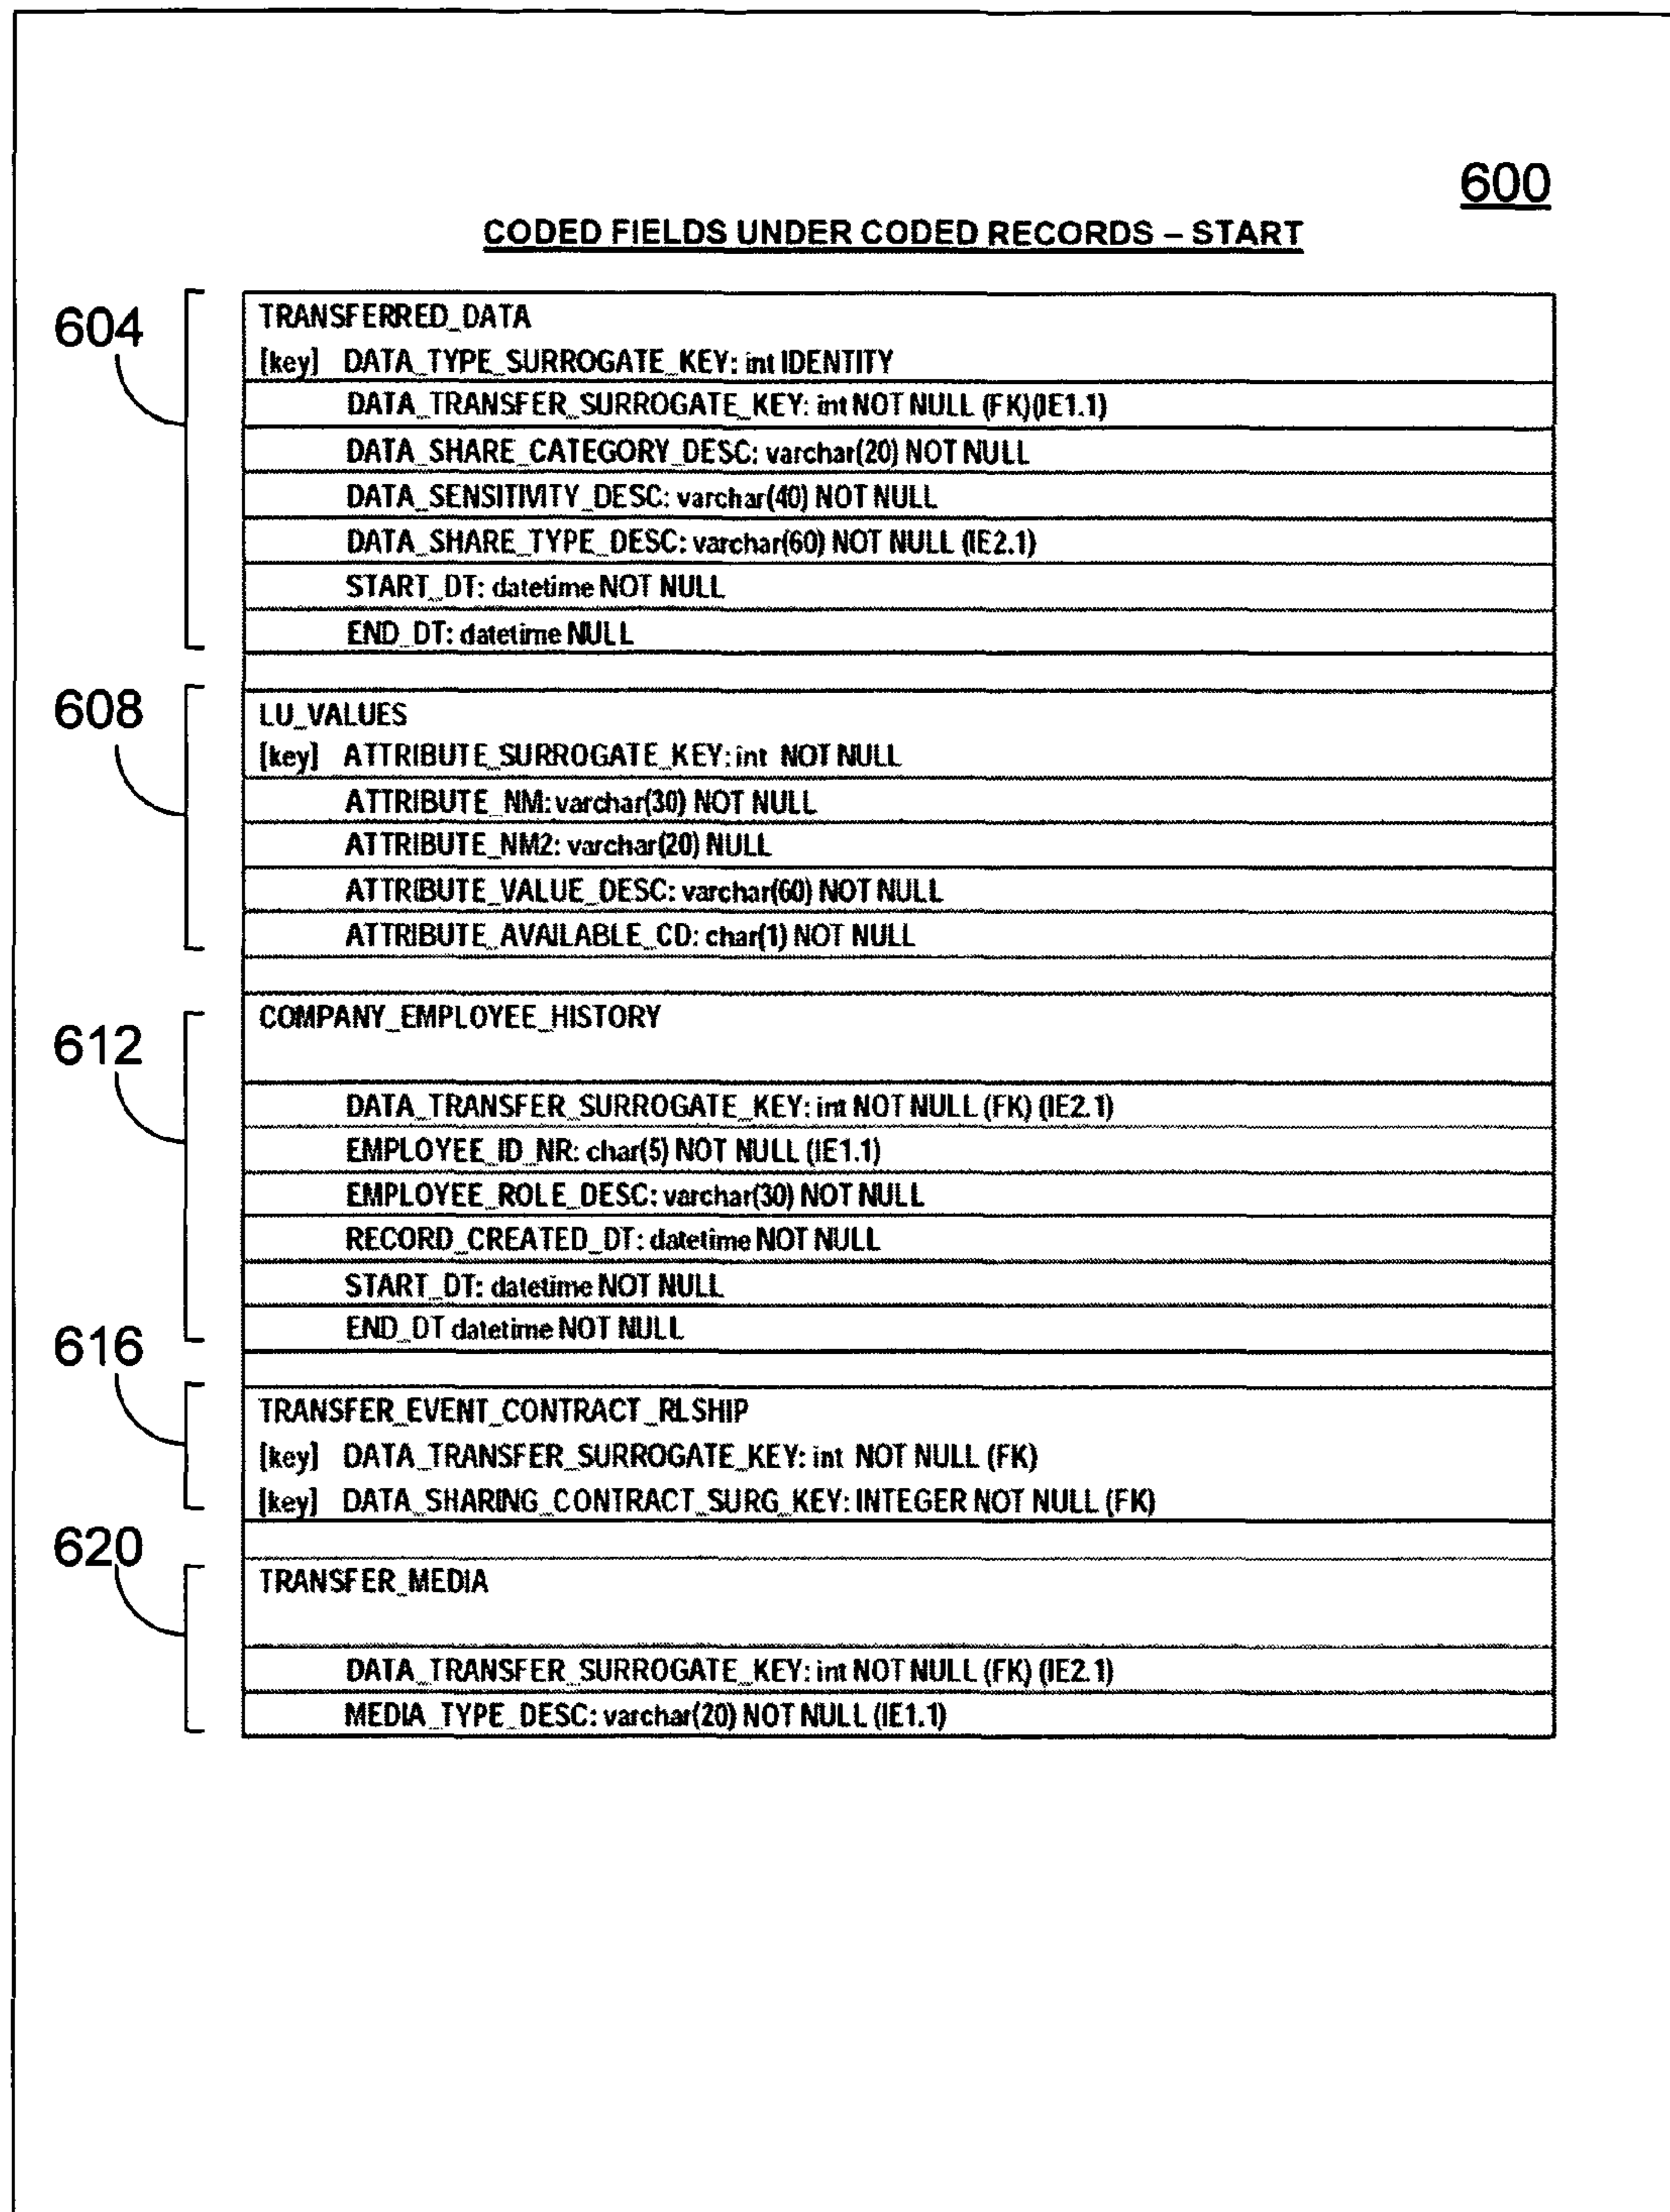 600
CODED FIELDS UNDER CODED RECORDS – START
604
TRANSFERRED_DATA
[key] DATA_TYPE_SURROGATE_KEY: int IDENTITY
DATA_TRANSFER_SURROGATE_KEY: int NOT NULL (FK)(IE1.1)
DATA_SHARE_CATEGORY_DESC: varchar(20) NOT NULL
DATA_SENSITIVITY_DESC: varchar(40) NOT NULL
DATA_SHARE_TYPE_DESC: varchar(60) NOT NULL (IE2.1)
START_DT: datetime NOT NULL
END_DT: datetime NULL
608
LU_VALUES
[key] ATTRIBUTE_SURROGATE_KEY: int NOT NULL
ATTRIBUTE_NM: varchar(30) NOT NULL
ATTRIBUTE_NM2: varchar(20) NULL
ATTRIBUTE_VALUE_DESC: varchar(60) NOT NULL
ATTRIBUTE_AVAILABLE_CD: char(1) NOT NULL
612
COMPANY_EMPLOYEE_HISTORY
DATA_TRANSFER_SURROGATE_KEY: int NOT NULL (FK) (IE2.1)
EMPLOYEE_ID_NR: char(5) NOT NULL (IE1.1)
EMPLOYEE_ROLE_DESC: varchar(30) NOT NULL
RECORD_CREATED_DT: datetime NOT NULL
START_DT: datetime NOT NULL
END_DT datetime NOT NULL
616
TRANSFER_EVENT_CONTRACT_RLSHIP
[key] DATA_TRANSFER_SURROGATE_KEY: int NOT NULL (FK)
[key] DATA_SHARING_CONTRACT_SURG_KEY: INTEGER NOT NULL (FK)
620
TRANSFER_MEDIA
DATA_TRANSFER_SURROGATE_KEY: int NOT NULL (FK) (IE2.1)
MEDIA_TYPE_DESC: varchar(20) NOT NULL (IE1.1)